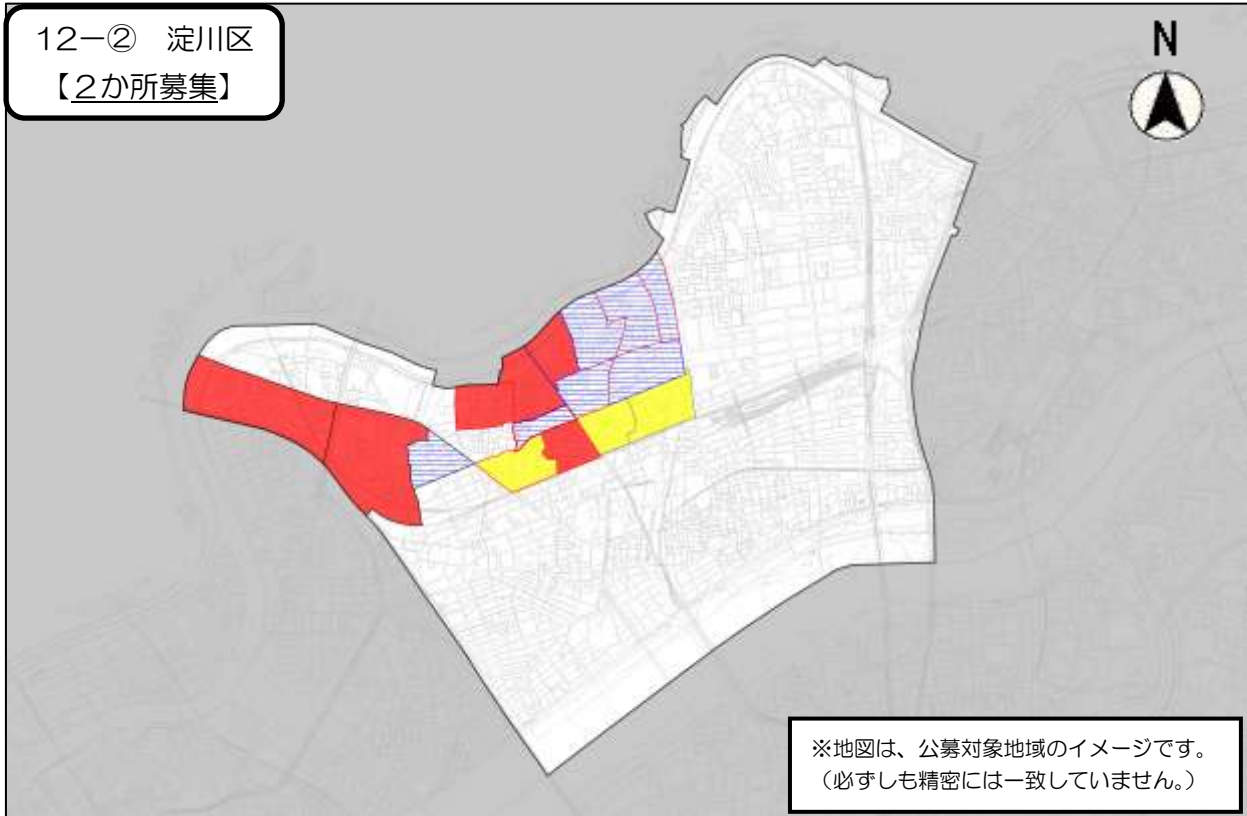 12－② 淀川区
【２か所募集】
N
※地図は、公募対象地域のイメージです。
（必ずしも精密には一致していません。）